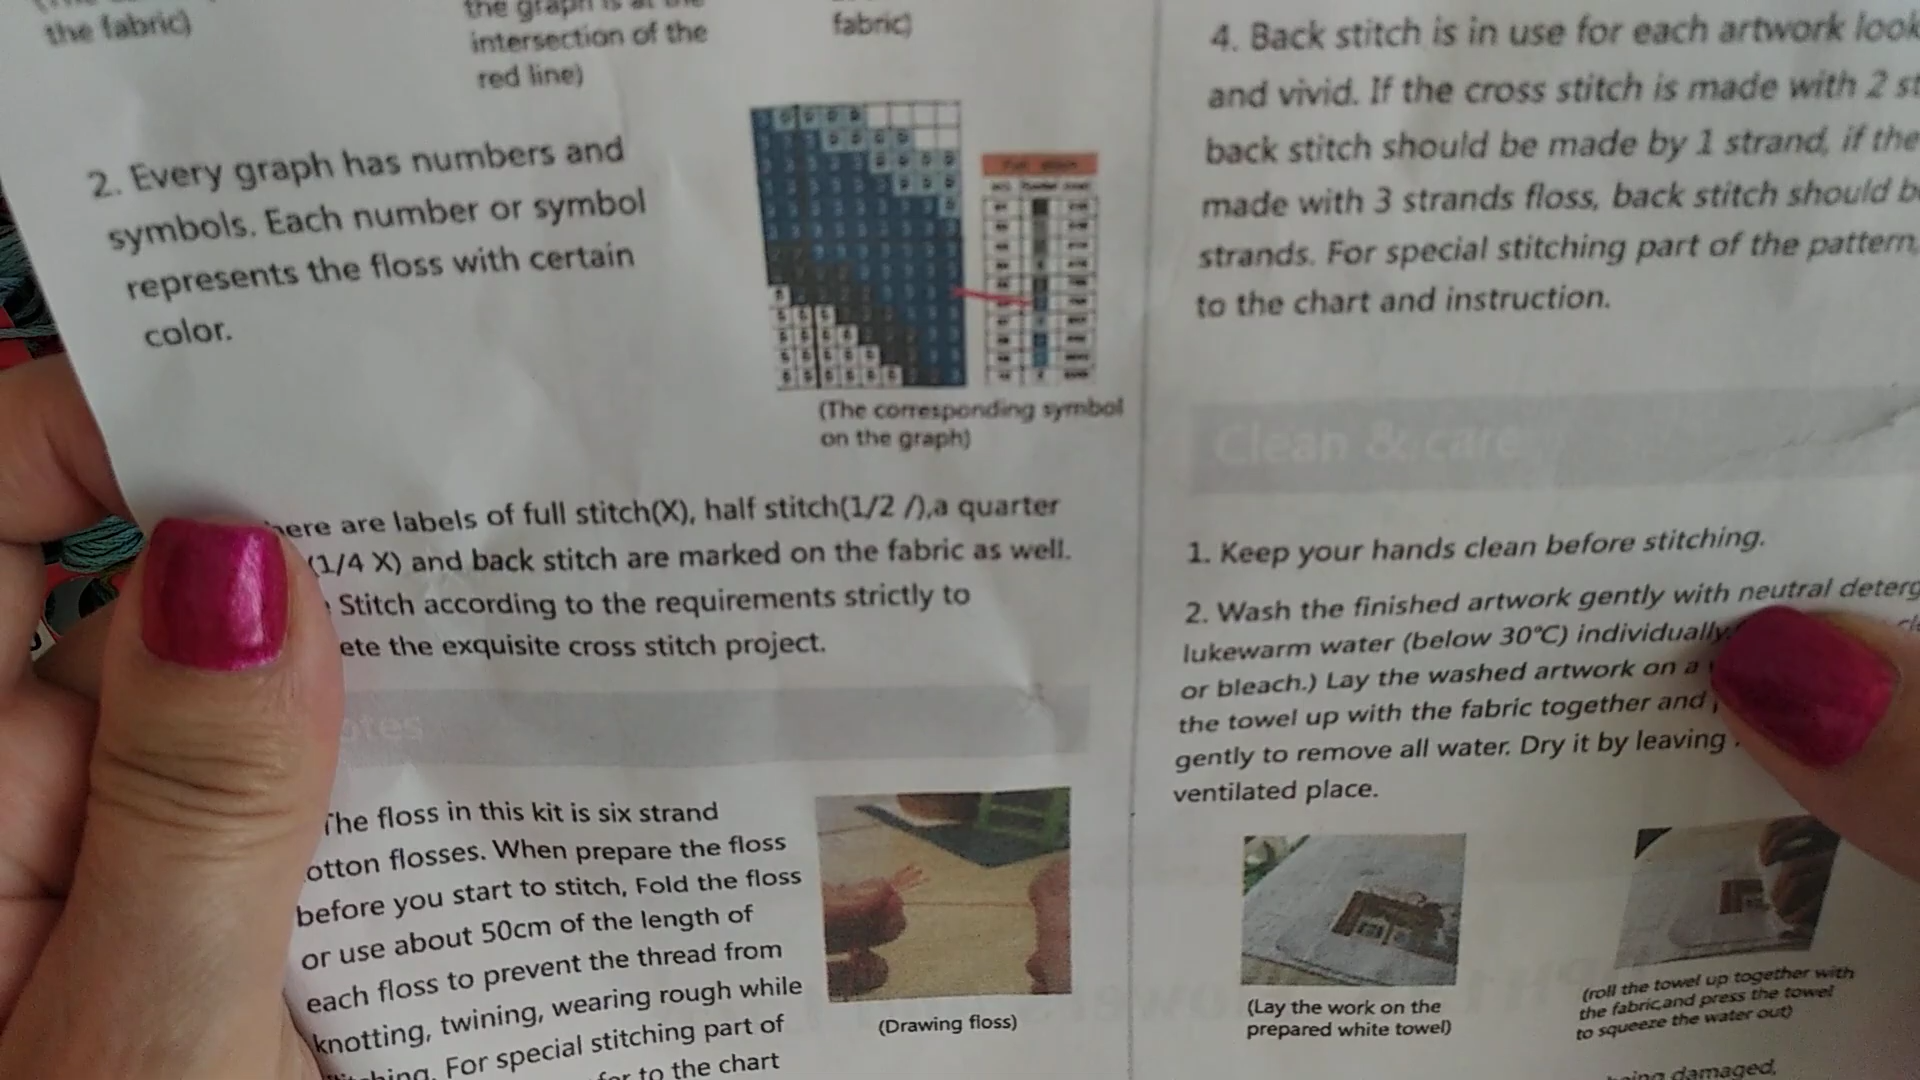 the fabric)
the graph is at the
intersection of the
red line)
fabric)
2. Every graph has numbers and
symbols. Each number or symbol
represents the floss with certain
color.
(The corresponding symbol
on the graph)
here are labels of full stitch(X), half stitch(1/2 /),a quarter
(1/4 X) and back stitch are marked on the fabric as well.
Stitch according to the requirements strictly to
ete the exquisite cross stitch project.
otes
The floss in this kit is six strand
otton flosses. When prepare the floss
before you start to stitch, Fold the floss
or use about 50cm of the length of
each floss to prevent the thread from
knotting, twining, wearing rough while
For special stitching part of
to the chart
(Drawing floss)
4. Back stitch is in use for each artwork look
and vivid. If the cross stitch is made with 2 st
back stitch should be made by 1 strand, if the
made with 3 strands floss, back stitch should b
strands. For special stitching part of the pattern,
to the chart and instruction.
Clean & care
1. Keep your hands clean before stitching.
2. Wash the finished artwork gently with neutral deterg
lukewarm water (below 30°C) individually
or bleach.) Lay the washed artwork on a
the towel up with the fabric together and
gently to remove all water. Dry it by leaving
ventilated place.
(Lay the work on the
prepared white towel)
(roll the towel up together with
the fabric,and press the towel
to squeeze the water out)
being damaged,